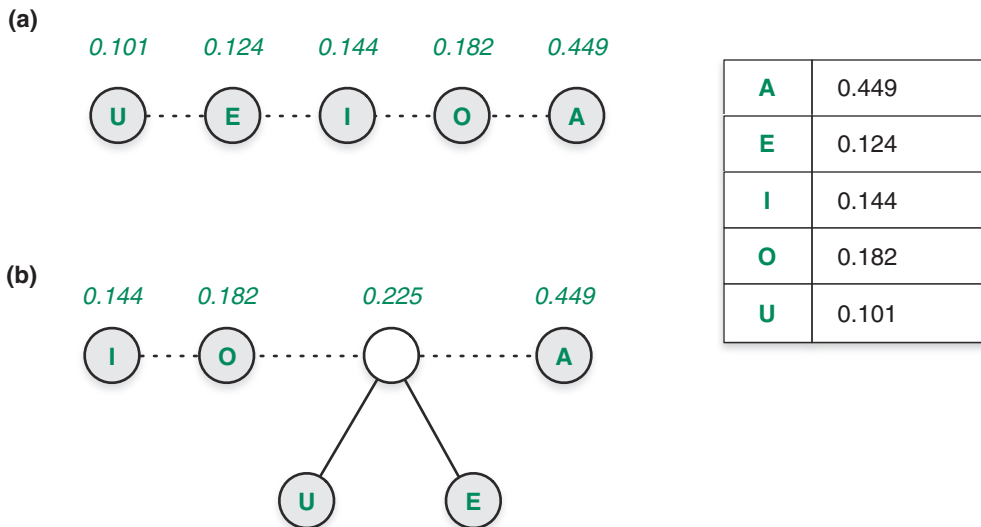 (a)
0.101 0.124 0.144 0.182 0.449
U E I O A
(b)
0.144 0.182 0.225 0.449
I O A
U E
A 0.449
E 0.124
I 0.144
O 0.182
U 0.101